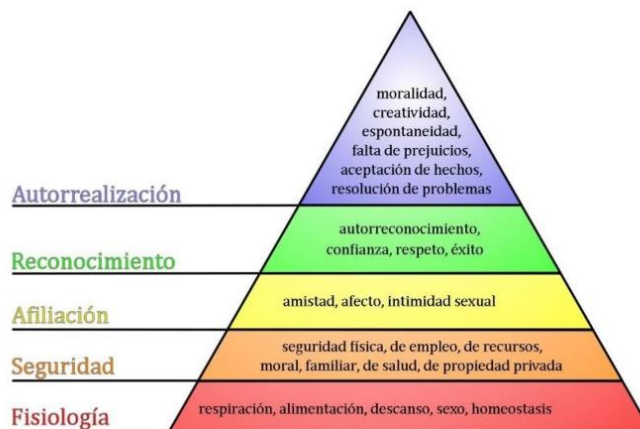 moralidad,
creatividad,
espontaneidad,
falta de prejuicios,
aceptación de hechos,
resolución de problemas
Autorrealización
autorreconocimiento,
confianza, respeto, éxito
Reconocimiento
amistad, afecto, intimidad sexual
Afiliación
seguridad física, de empleo, de recursos,
moral, familiar, de salud, de propiedad privada
Seguridad
respiración, alimentación, descanso, sexo, homeostasis
Fisiología